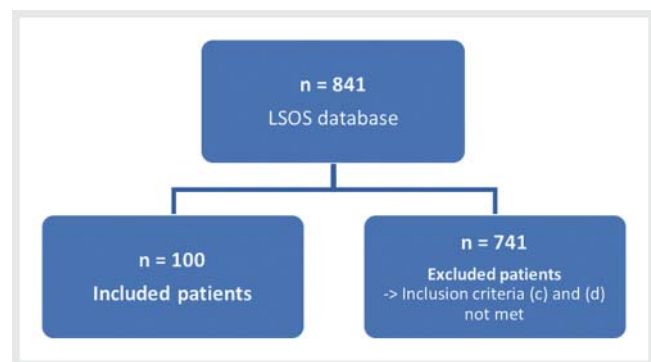 n = 841
LSOS database
n = 100
Included patients
n = 741
Excluded patients
-> Inclusion criteria (c) and (d)
not met